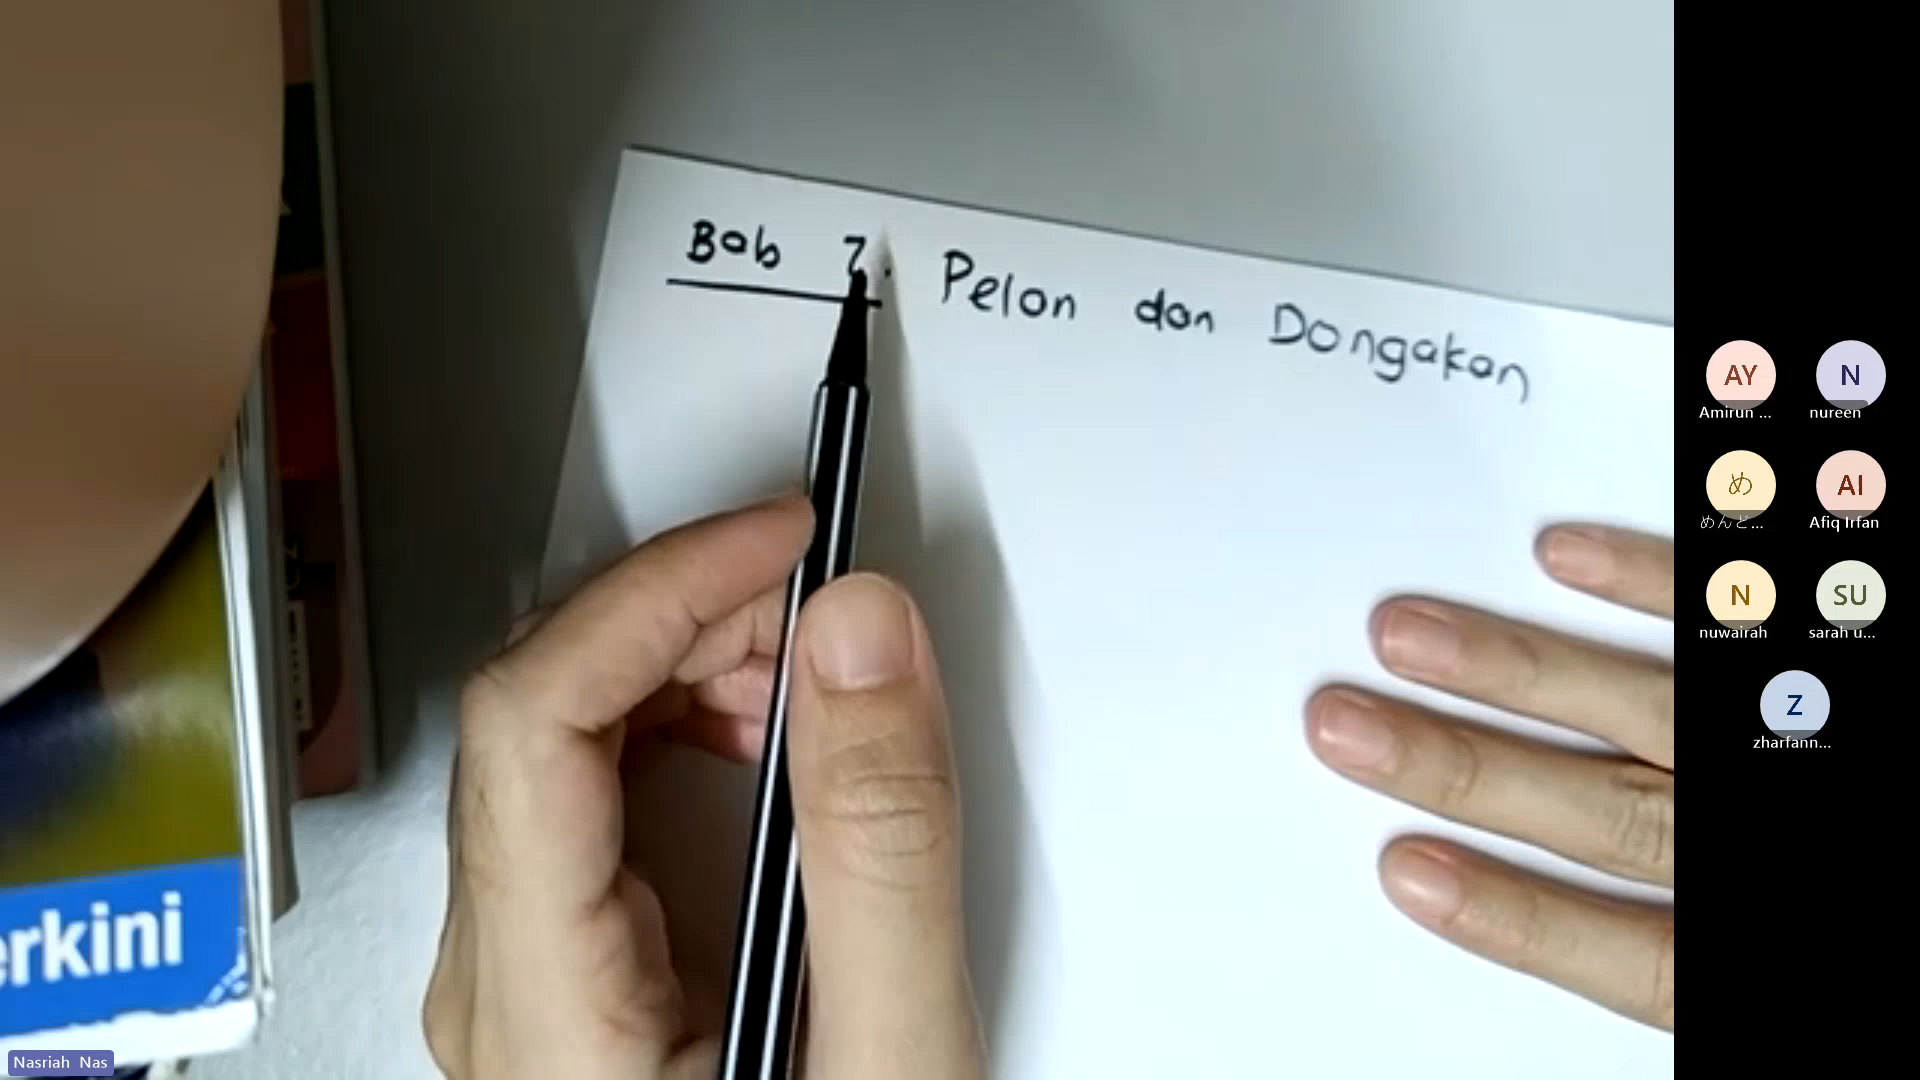 Bab 7: Pelan dan Dongakan
erkini
Nasriah Nas
AY
Amirun ...
N
nureen
め
めんど...
AI
Afiq Irfan
N
nuwairah
SU
sarah u...
Z
zharfann...